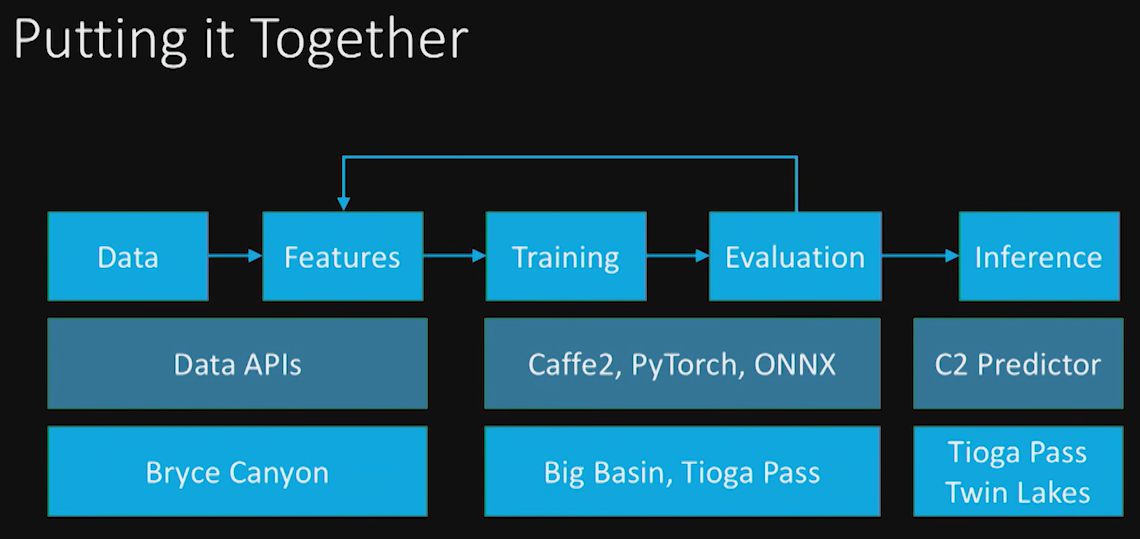 Putting it Together
Data
Features
Training
Evaluation
Inference
Data APIs
Caffe2, PyTorch, ONNX
C2 Predictor
Bryce Canyon
Big Basin, Tioga Pass
Tioga Pass
Twin Lakes